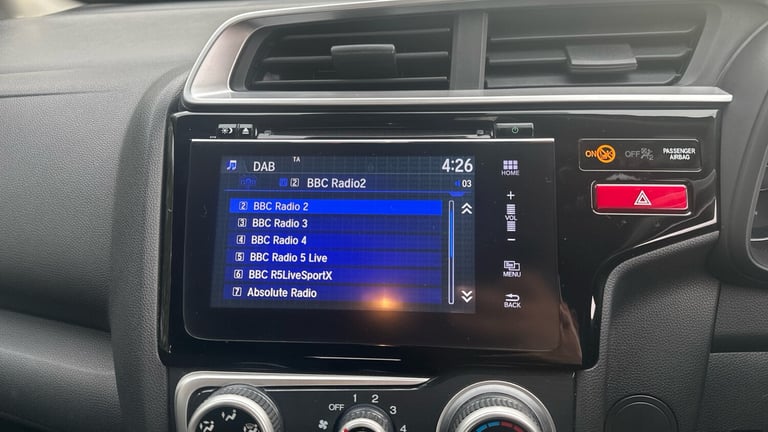 DAB TA 4:26
2 BBC Radio2 03
2 BBC Radio 2
3 BBC Radio 3
4 BBC Radio 4
5 BBC Radio 5 Live
6 BBC R5LiveSportX
7 Absolute Radio
HOME
+
VOL
−
MENU
BACK
ON OFF 2 PASSENGER
AIRBAG
OFF 1 2 3 4